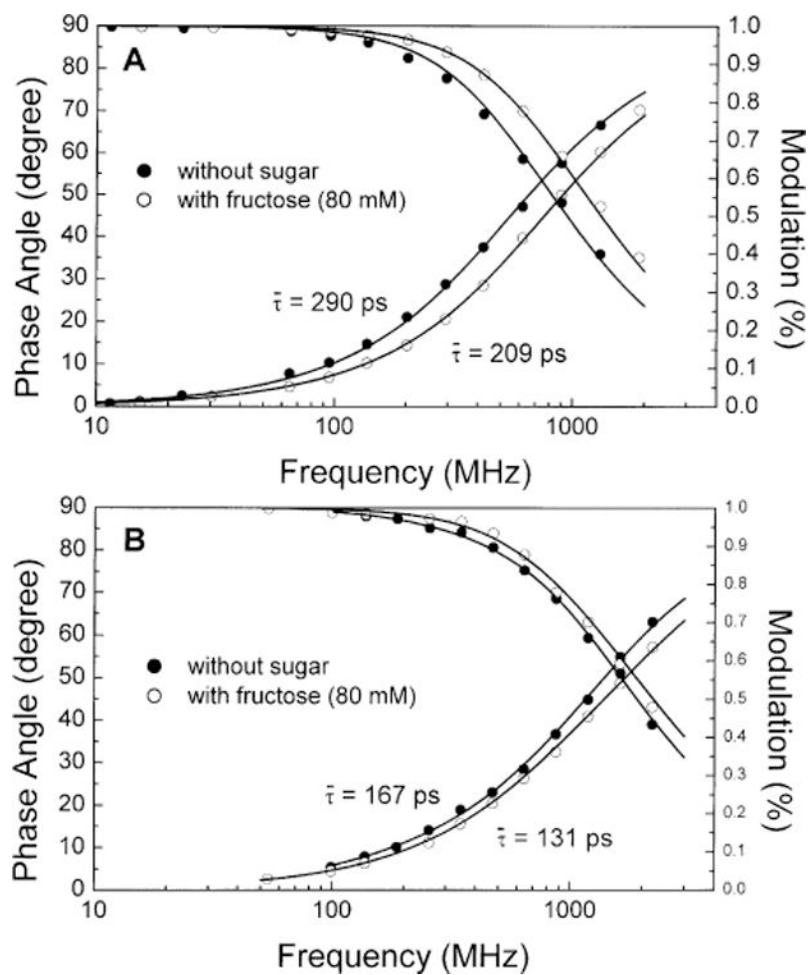 90
80
70
60
50
40
30
20
10
0
Phase Angle (degree)
A
without sugar
with fructose (80 mM)
τ̄ = 290 ps
τ̄ = 209 ps
1.0
0.9
0.8
0.7
0.6
0.5
0.4
0.3
0.2
0.1
0.0
Modulation (%)
10 100 1000
Frequency (MHz)
90
80
70
60
50
40
30
20
10
0
Phase Angle (degree)
B
without sugar
with fructose (80 mM)
τ̄ = 167 ps
τ̄ = 131 ps
1.0
0.9
0.8
0.7
0.6
0.5
0.4
0.3
0.2
0.1
0.0
Modulation (%)
10 100 1000
Frequency (MHz)